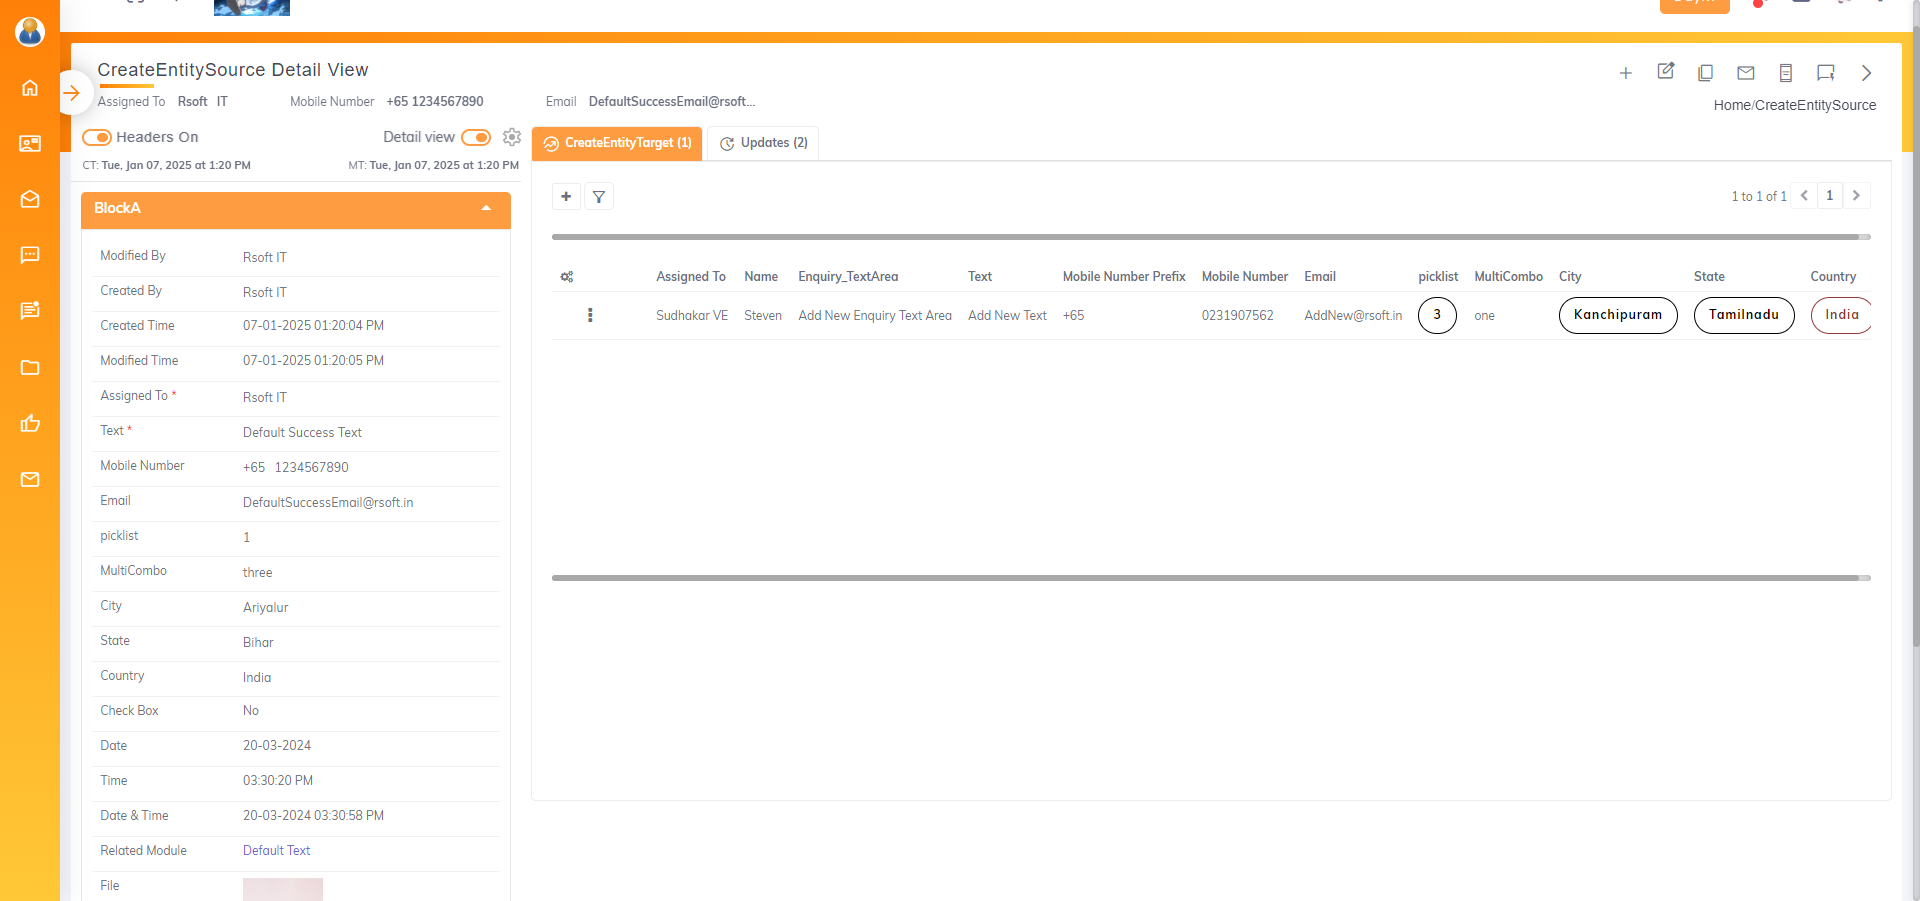 CreateEntitySource Detail View
Assigned To Rsoft IT Mobile Number +65 1234567890 Email DefaultSuccessEmail@rsoft...
Home/CreateEntitySource
Headers On Detail view
CT: Tue, Jan 07, 2025 at 1:20 PM MT: Tue, Jan 07, 2025 at 1:20 PM
CreateEntityTarget (1) Updates (2)
BlockA
Modified By Rsoft IT
Created By Rsoft IT
Created Time 07-01-2025 01:20:04 PM
Modified Time 07-01-2025 01:20:05 PM
Assigned To * Rsoft IT
Text * Default Success Text
Mobile Number +65 1234567890
Email DefaultSuccessEmail@rsoft.in
picklist 1
MultiCombo three
City Ariyalur
State Bihar
Country India
Check Box No
Date 20-03-2024
Time 03:30:20 PM
Date & Time 20-03-2024 03:30:58 PM
Related Module Default Text
File
1 to 1 of 1 1
Assigned To Name Enquiry_TextArea Text Mobile Number Prefix Mobile Number Email picklist MultiCombo City State Country
Sudhakar VE Steven Add New Enquiry Text Area Add New Text +65 0231907562 AddNew@rsoft.in 3 one Kanchipuram Tamilnadu India